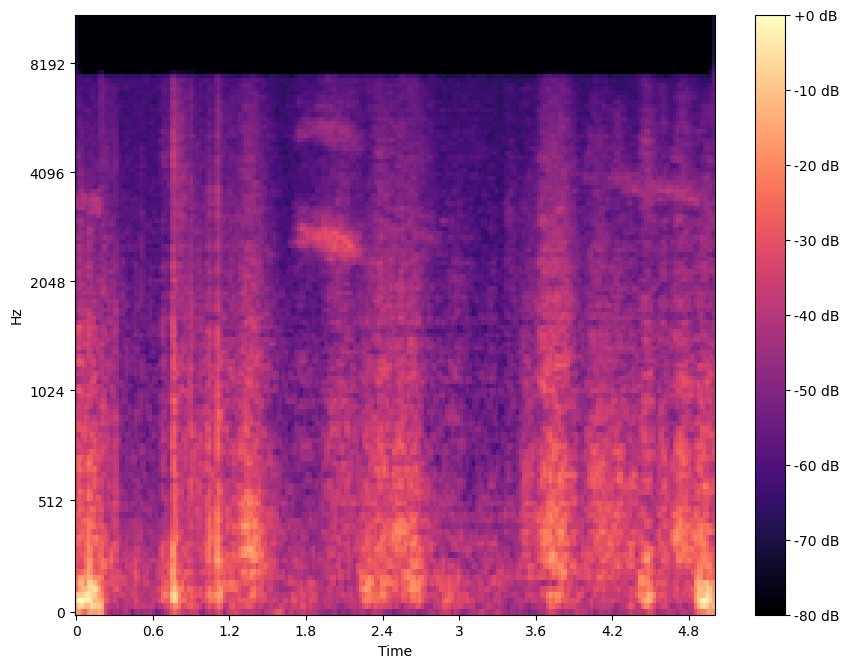 8192
4096
2048
1024
512
0
Hz
0 0.6 1.2 1.8 2.4 3 3.6 4.2 4.8
Time
+0 dB
-10 dB
-20 dB
-30 dB
-40 dB
-50 dB
-60 dB
-70 dB
-80 dB